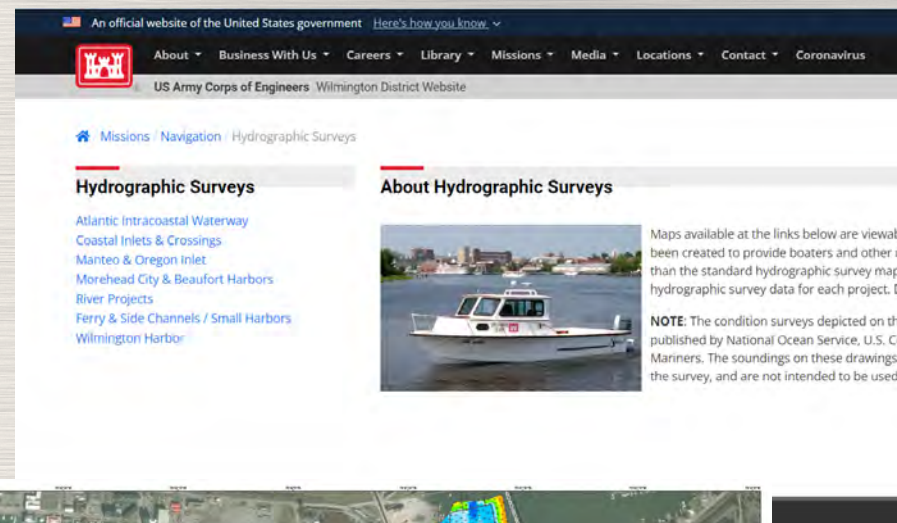 An official website of the United States government Here's how you know
About Business With Us Careers Library Missions Media Locations Contact Coronavirus
US Army Corps of Engineers Wilmington District Website
Missions / Navigation / Hydrographic Surveys
Hydrographic Surveys
Atlantic Intracoastal Waterway
Coastal Inlets & Crossings
Manteo & Oregon Inlet
Morehead City & Beaufort Harbors
River Projects
Ferry & Side Channels / Small Harbors
Wilmington Harbor
About Hydrographic Surveys
Maps available at the links below are
been created to provide boaters and other
than the standard hydrographic survey
hydrographic survey data for each project.
NOTE: The condition surveys depicted on
published by National Ocean Service, U.S.
Mariners. The soundings on these drawings
the survey, and are not intended to be used